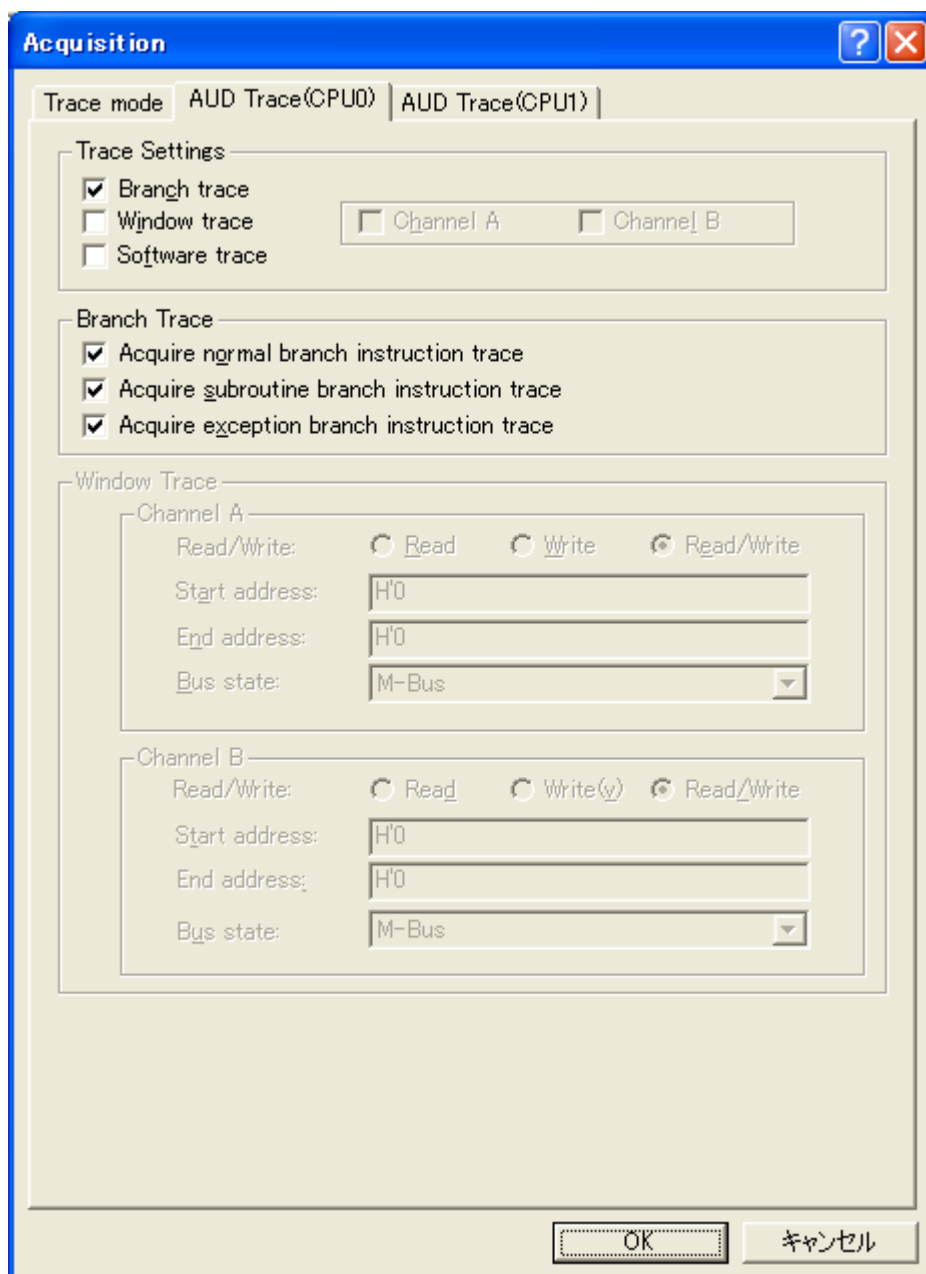 Acquisition
Trace mode AUD Trace(CPU0) AUD Trace(CPU1)
Trace Settings
Branch trace
Window trace Channel A Channel B
Software trace
Branch Trace
Acquire normal branch instruction trace
Acquire subroutine branch instruction trace
Acquire exception branch instruction trace
Window Trace
Channel A
Read/Write: Read Write Read/Write
Start address: H'0
End address: H'0
Bus state: M-Bus
Channel B
Read/Write: Read Write(v) Read/Write
Start address: H'0
End address: H'0
Bus state: M-Bus
OK キャンセル